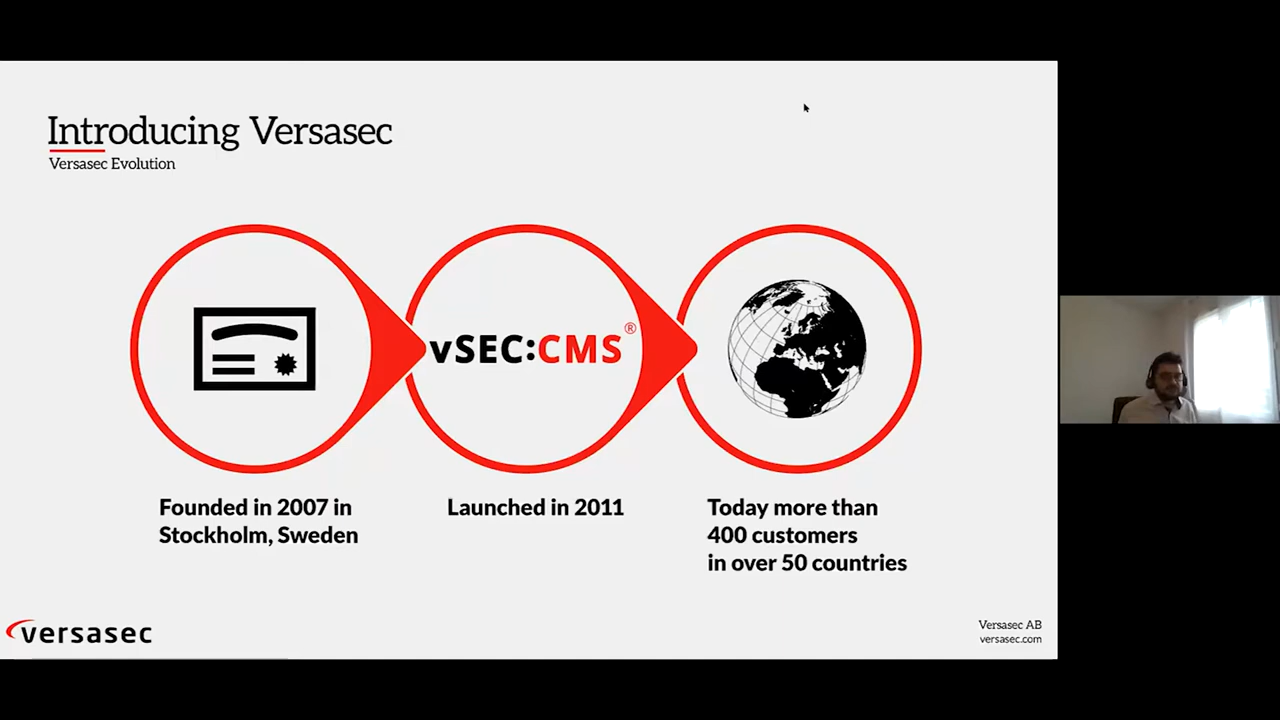 Introducing Versasec
Versasec Evolution
vSEC:CMS®
Founded in 2007 in
Stockholm, Sweden
Launched in 2011
Today more than
400 customers
in over 50 countries
versasec
Versasec AB
versasec.com